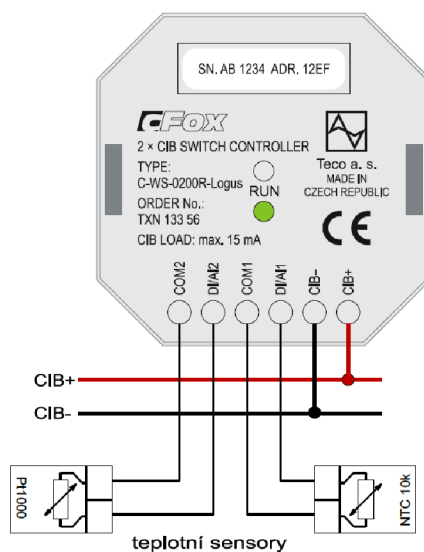 SN. AB 1234 ADR. 12EF
CFox
2 × CIB SWITCH CONTROLLER
TYPE:
C-WS-0200R-Logus
RUN
ORDER No.:
TXN 133 56
CIB LOAD: max. 15 mA
Teco a. s.
MADE IN
CZECH REPUBLIC
CE
COM2
DI/AI2
COM1
DI/AI1
CIB-
CIB+
CIB+
CIB-
Pt1000
NTC 10k
teplotní sensory